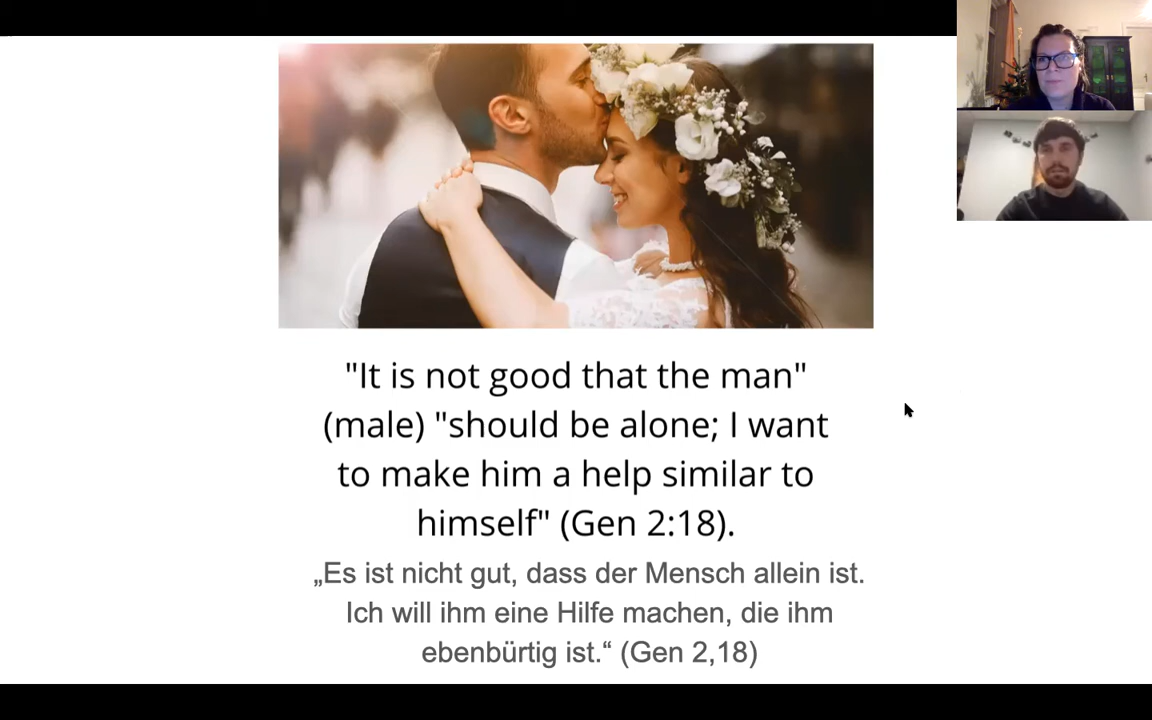 "It is not good that the man"
(male) "should be alone; I want
to make him a help similar to
himself" (Gen 2:18).
„Es ist nicht gut, dass der Mensch allein ist.
Ich will ihm eine Hilfe machen, die ihm
ebenbürtig ist.“ (Gen 2,18)